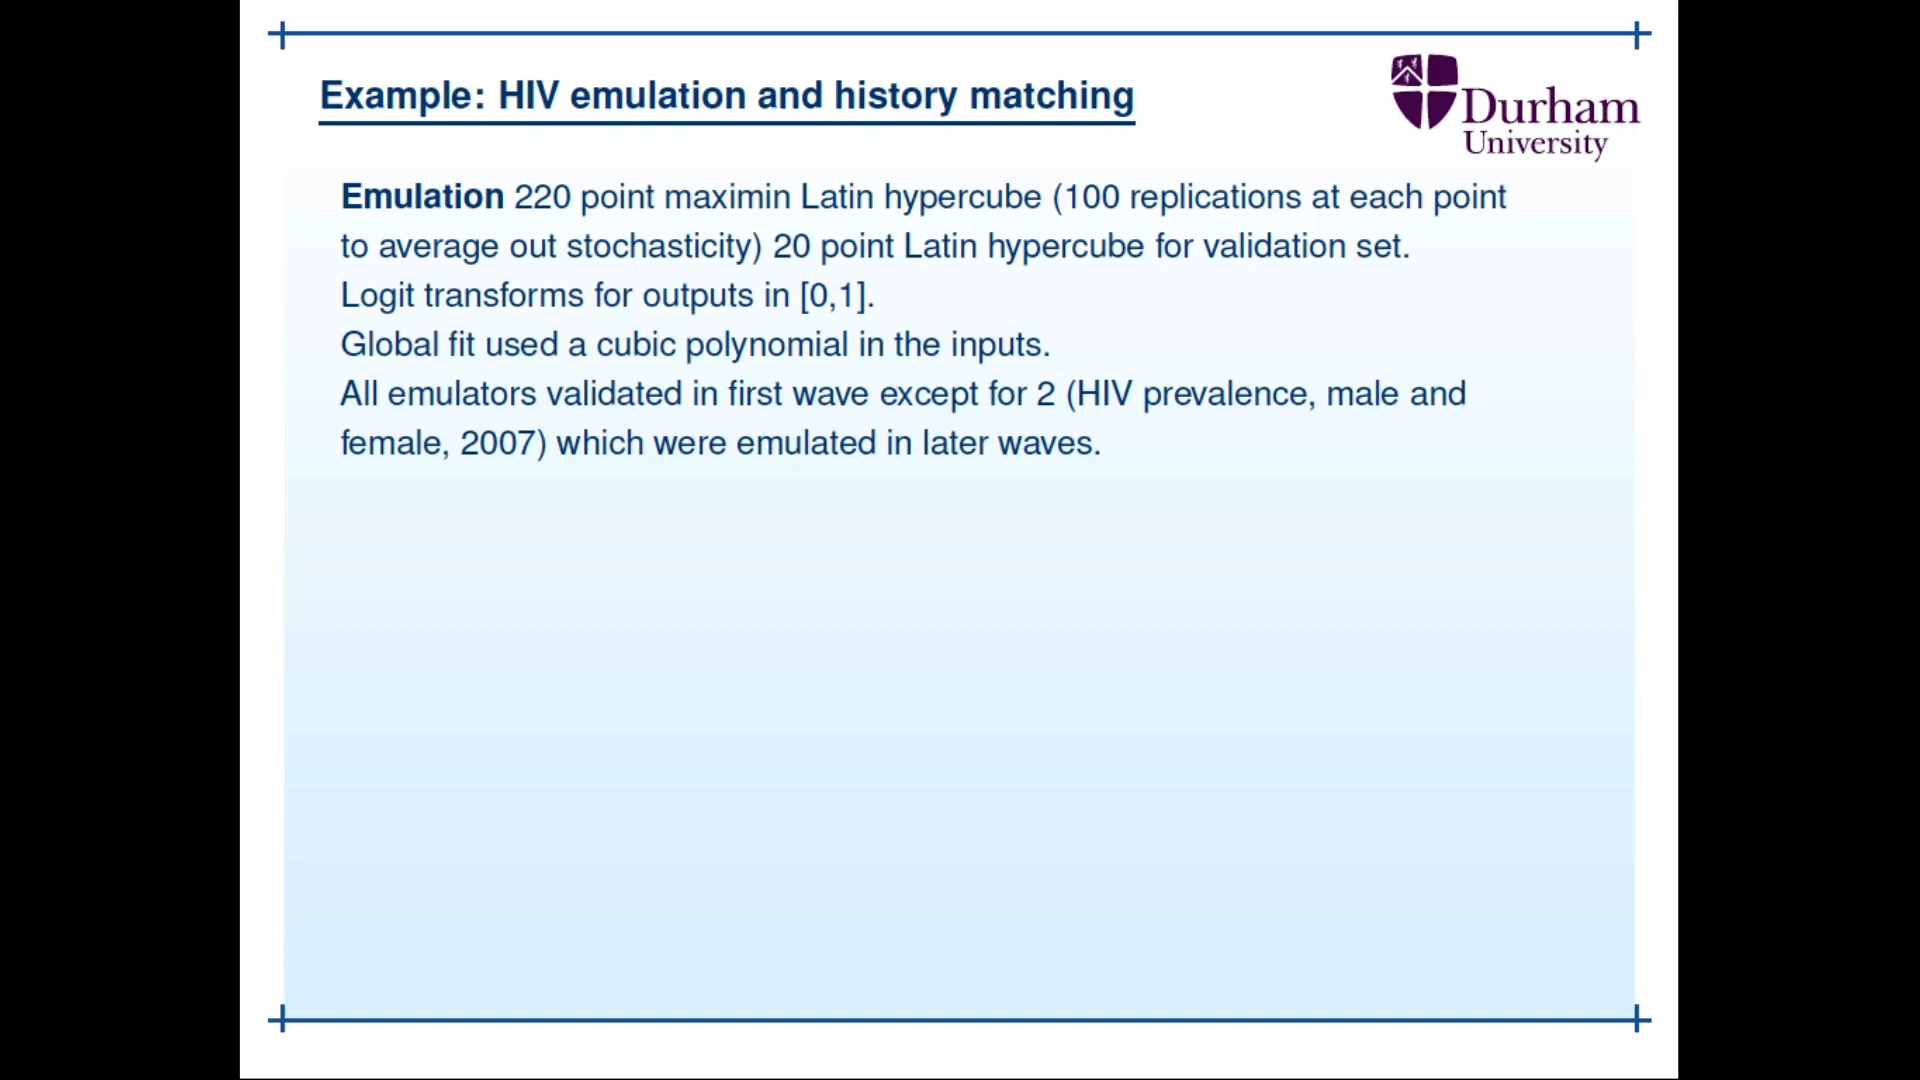 Example: HIV emulation and history matching
Durham
University
Emulation 220 point maximin Latin hypercube (100 replications at each point
to average out stochasticity) 20 point Latin hypercube for validation set.
Logit transforms for outputs in [0,1].
Global fit used a cubic polynomial in the inputs.
All emulators validated in first wave except for 2 (HIV prevalence, male and
female, 2007) which were emulated in later waves.